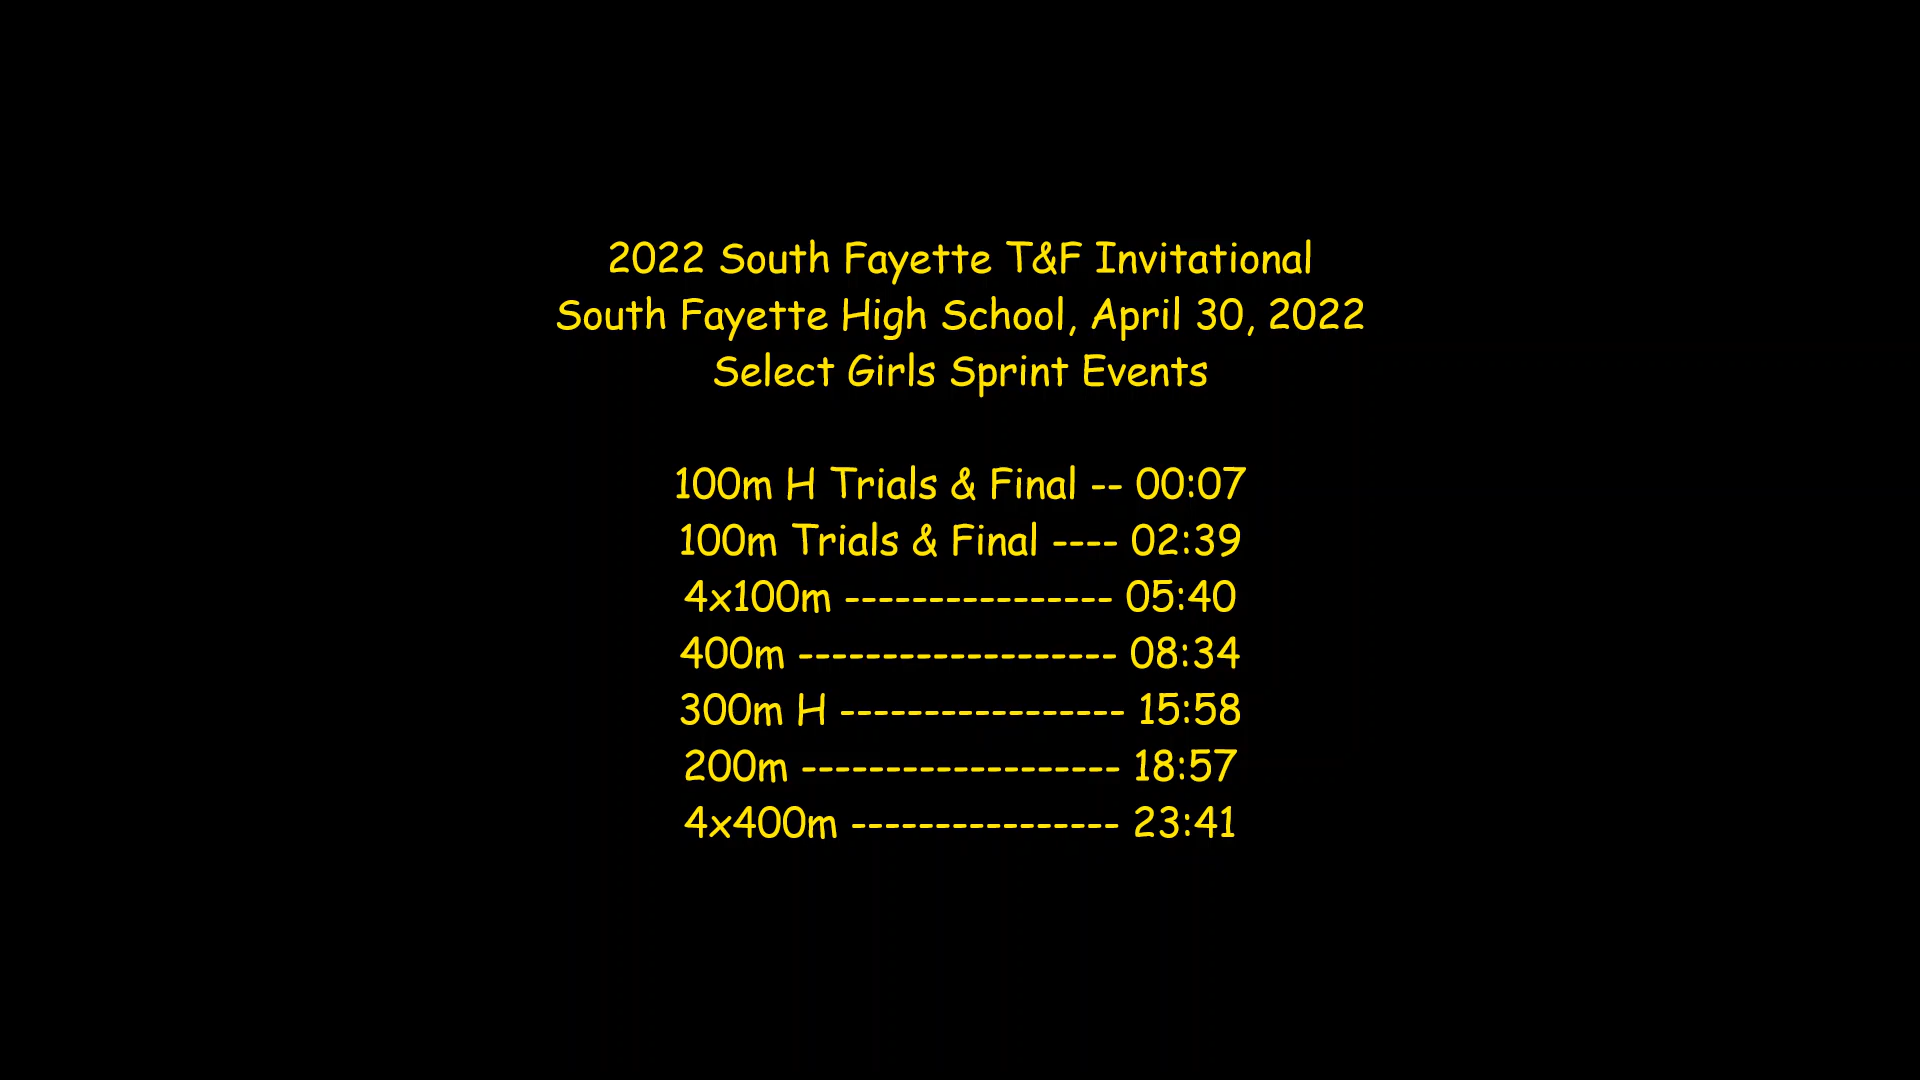 2022 South Fayette T&F Invitational
South Fayette High School, April 30, 2022
Select Girls Sprint Events
100m H Trials & Final -- 00:07
100m Trials & Final ---- 02:39
4x100m ---------------- 05:40
400m ------------------- 08:34
300m H ----------------- 15:58
200m ------------------- 18:57
4x400m ---------------- 23:41